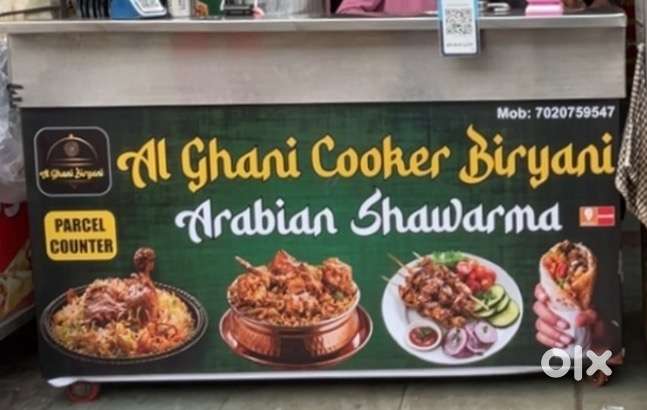 Mob: 7020759547
Al Ghani Biryani
Al Ghani Cooker Biryani
Arabian Shawarma
PARCEL
COUNTER
olx